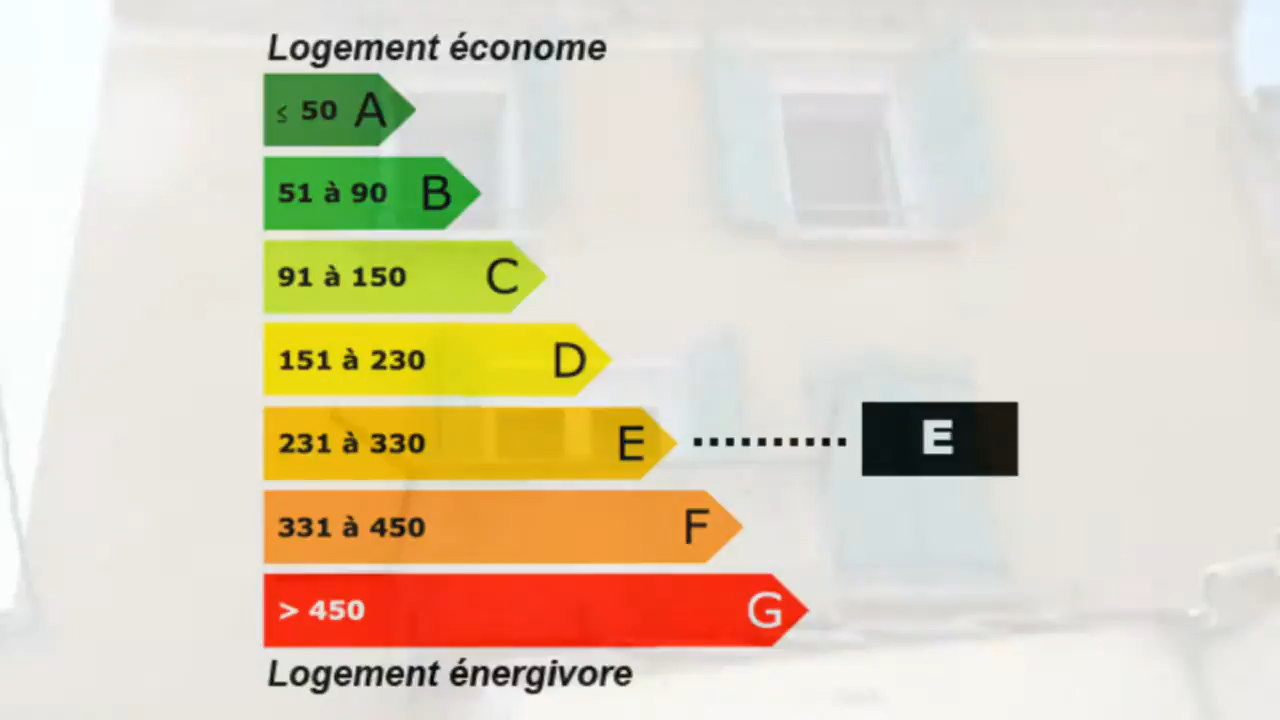 Logement économe
≤ 50 A
51 à 90 B
91 à 150 C
151 à 230 D
231 à 330 E
E
331 à 450 F
> 450 G
Logement énergivore